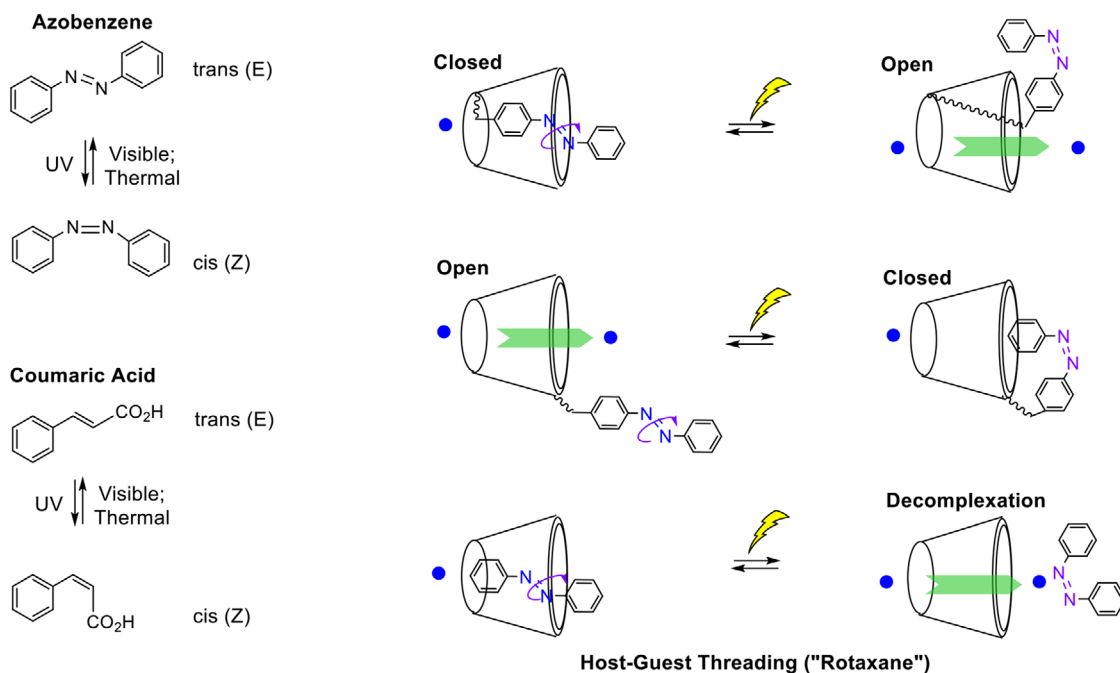 Azobenzene
N
N
trans (E)
UV
Visible;
Thermal
N
N
cis (Z)
Coumaric Acid
CO2H
trans (E)
UV
Visible;
Thermal
CO2H
cis (Z)
Closed
N
N
Open
N
N
Open
N
N
Closed
N
N
N
N
Decomplexation
N
N
Host-Guest Threading ("Rotaxane")